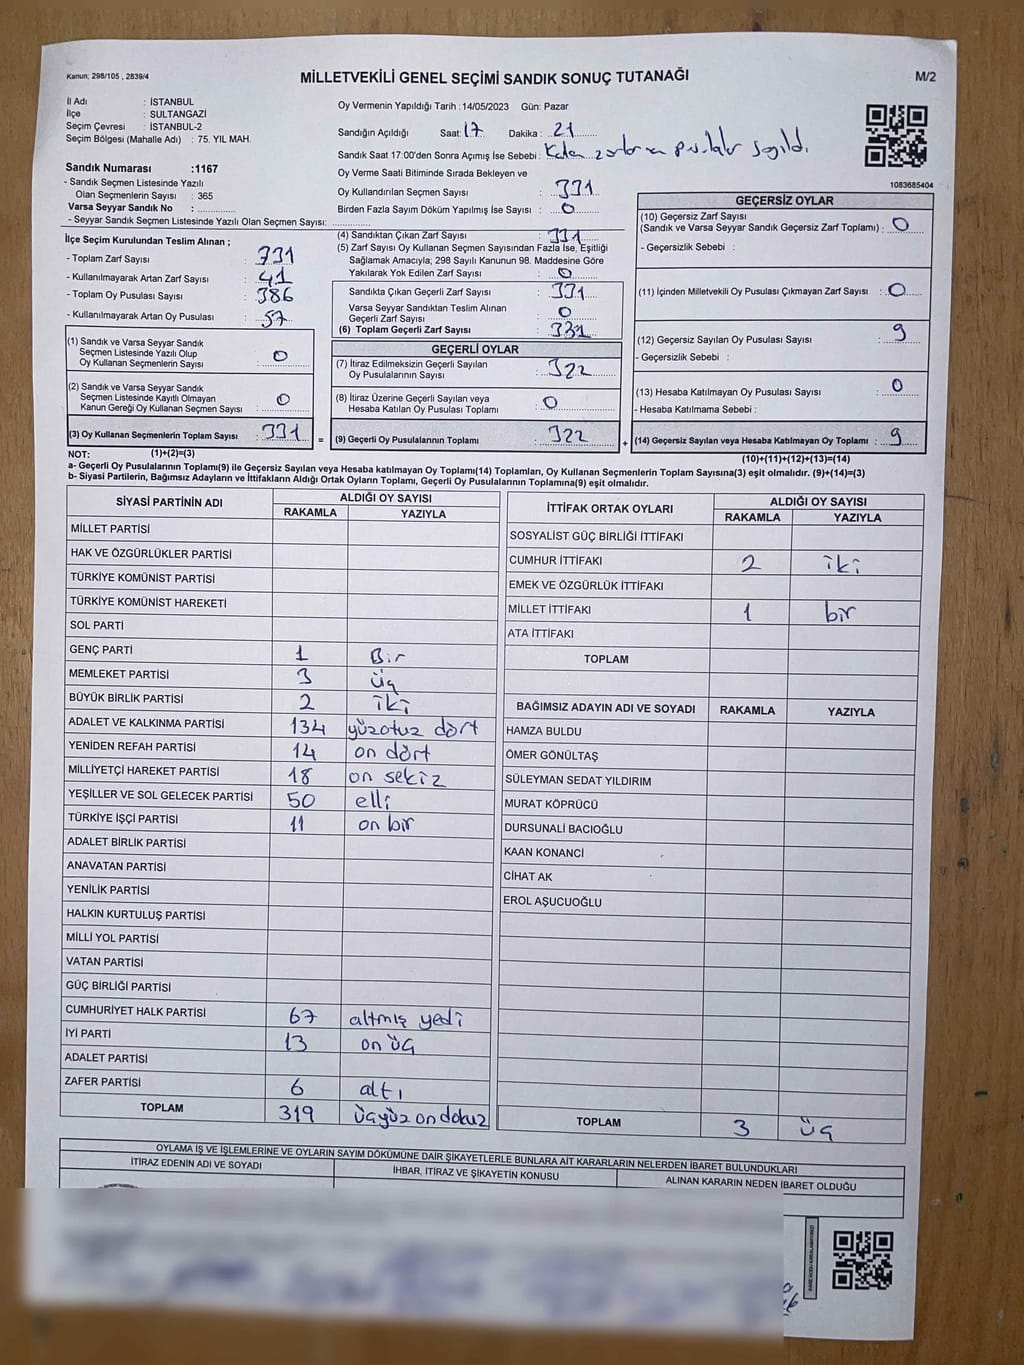 Kanun; 298/105 , 2839/4
MİLLETVEKİLİ GENEL SEÇİMİ SANDIK SONUÇ TUTANAĞI
M/2
İl Adı : İSTANBUL
İlçe : SULTANGAZİ
Seçim Çevresi : İSTANBUL-2
Seçim Bölgesi (Mahalle Adı) : 75. YIL MAH.
Sandık Numarası :1167
- Sandık Seçmen Listesinde Yazılı
Olan Seçmenlerin Sayısı : 365
Varsa Seyyar Sandık No :
- Seyyar Sandık Seçmen Listesinde Yazılı Olan Seçmen Sayısı:
Oy Vermenin Yapıldığı Tarih :14/05/2023 Gün: Pazar
Sandığın Açıldığı Saat: 17 Dakika : 21
Sandık Saat 17:00'den Sonra Açımış İse Sebebi : Kalan zarf pusulalar sayıldı.
Oy Verme Saati Bitiminde Sırada Bekleyen ve
Oy Kullandırılan Seçmen Sayısı : 331
Birden Fazla Sayım Döküm Yapılmış İse Sayısı : 0
1083685404
İlçe Seçim Kurulundan Teslim Alınan ;
- Toplam Zarf Sayısı : 331
- Kullanılmayarak Artan Zarf Sayısı : 41
- Toplam Oy Pusulası Sayısı : 386
- Kullanılmayarak Artan Oy Pusulası : 57
(1) Sandık ve Varsa Seyyar Sandık
Seçmen Listesinde Yazılı Olup
Oy Kullanan Seçmenlerin Sayısı : 0
(2) Sandık ve Varsa Seyyar Sandık
Seçmen Listesinde Kayıtlı Olmayan
Kanun Gereği Oy Kullanan Seçmen Sayısı : 0
(3) Oy Kullanan Seçmenlerin Toplam Sayısı : 331 =
(4) Sandıktan Çıkan Zarf Sayısı : 331
(5) Zarf Sayısı Oy Kullanan Seçmen Sayısından Fazla İse, Eşitliği
Sağlamak Amacıyla; 298 Sayılı Kanunun 98. Maddesine Göre
Yakılarak Yok Edilen Zarf Sayısı : 0
Sandıkta Çıkan Geçerli Zarf Sayısı : 331
Varsa Seyyar Sandıktan Teslim Alınan
Geçerli Zarf Sayısı : 0
(6) Toplam Geçerli Zarf Sayısı : 331
GEÇERLİ OYLAR
(7) İtiraz Edilmeksizin Geçerli Sayılan
Oy Pusulalarının Sayısı : 322
(8) İtiraz Üzerine Geçerli Sayılan veya
Hesaba Katılan Oy Pusulası Toplamı : 0
(9) Geçerli Oy Pusulalarının Toplamı : 322 +
GEÇERSİZ OYLAR
(10) Geçersiz Zarf Sayısı
(Sandık ve Varsa Seyyar Sandık Geçersiz Zarf Toplamı) : 0
- Geçersizlik Sebebi :
(11) İçinden Milletvekili Oy Pusulası Çıkmayan Zarf Sayısı : 0
(12) Geçersiz Sayılan Oy Pusulası Sayısı : 9
- Geçersizlik Sebebi :
(13) Hesaba Katılmayan Oy Pusulası Sayısı : 0
- Hesaba Katılmama Sebebi :
(14) Geçersiz Sayılan veya Hesaba Katılmayan Oy Toplamı : 9
NOT: (1)+(2)=(3)
(10)+(11)+(12)+(13)=(14)
a- Geçerli Oy Pusulalarının Toplamı(9) ile Geçersiz Sayılan veya Hesaba katılmayan Oy Toplamı(14) Toplamları, Oy Kullanan Seçmenlerin Toplam Sayısına(3) eşit olmalıdır. (9)+(14)=(3)
b- Siyasi Partilerin, Bağımsız Adayların ve İttifakların Aldığı Ortak Oyların Toplamı, Geçerli Oy Pusulalarının Toplamına(9) eşit olmalıdır.
SİYASİ PARTİNİN ADI ALDIĞI OY SAYISI
RAKAMLA YAZIYLA
MİLLET PARTİSİ
HAK VE ÖZGÜRLÜKLER PARTİSİ
TÜRKİYE KOMÜNİST PARTİSİ
TÜRKİYE KOMÜNİST HAREKETİ
SOL PARTİ
GENÇ PARTİ 1 Bir
MEMLEKET PARTİSİ 3 üç
BÜYÜK BİRLİK PARTİSİ 2 iki
ADALET VE KALKINMA PARTİSİ 134 yüzotuz dört
YENİDEN REFAH PARTİSİ 14 on dört
MİLLİYETÇİ HAREKET PARTİSİ 18 on sekiz
YEŞİLLER VE SOL GELECEK PARTİSİ 50 elli
TÜRKİYE İŞÇİ PARTİSİ 11 on bir
ADALET BİRLİK PARTİSİ
ANAVATAN PARTİSİ
YENİLİK PARTİSİ
HALKIN KURTULUŞ PARTİSİ
MİLLİ YOL PARTİSİ
VATAN PARTİSİ
GÜÇ BİRLİĞİ PARTİSİ
CUMHURİYET HALK PARTİSİ 67 altmış yedi
İYİ PARTİ 13 on üç
ADALET PARTİSİ
ZAFER PARTİSİ 6 altı
TOPLAM 319 üçyüz on dokuz
İTTİFAK ORTAK OYLARI ALDIĞI OY SAYISI
RAKAMLA YAZIYLA
SOSYALİST GÜÇ BİRLİĞİ İTTİFAKI
CUMHUR İTTİFAKI 2 iki
EMEK VE ÖZGÜRLÜK İTTİFAKI
MİLLET İTTİFAKI 1 bir
ATA İTTİFAKI
TOPLAM
BAĞIMSIZ ADAYIN ADI VE SOYADI RAKAMLA YAZIYLA
HAMZA BULDU
ÖMER GÖNÜLTAŞ
SÜLEYMAN SEDAT YILDIRIM
MURAT KÖPRÜCÜ
DURSUNALİ BACIOĞLU
KAAN KONANCİ
CİHAT AK
EROL AŞUCUOĞLU
TOPLAM 3 üç
OYLAMA İŞ VE İŞLEMLERİNE VE OYLARIN SAYIM DÖKÜMÜNE DAİR ŞİKAYETLERLE BUNLARA AİT KARARLARIN NELERDEN İBARET BULUNDUKLARI
İTİRAZ EDENİN ADI VE SOYADI İHBAR, İTİRAZ VE ŞİKAYETİN KONUSU ALINAN KARARIN NEDEN İBARET OLDUĞU